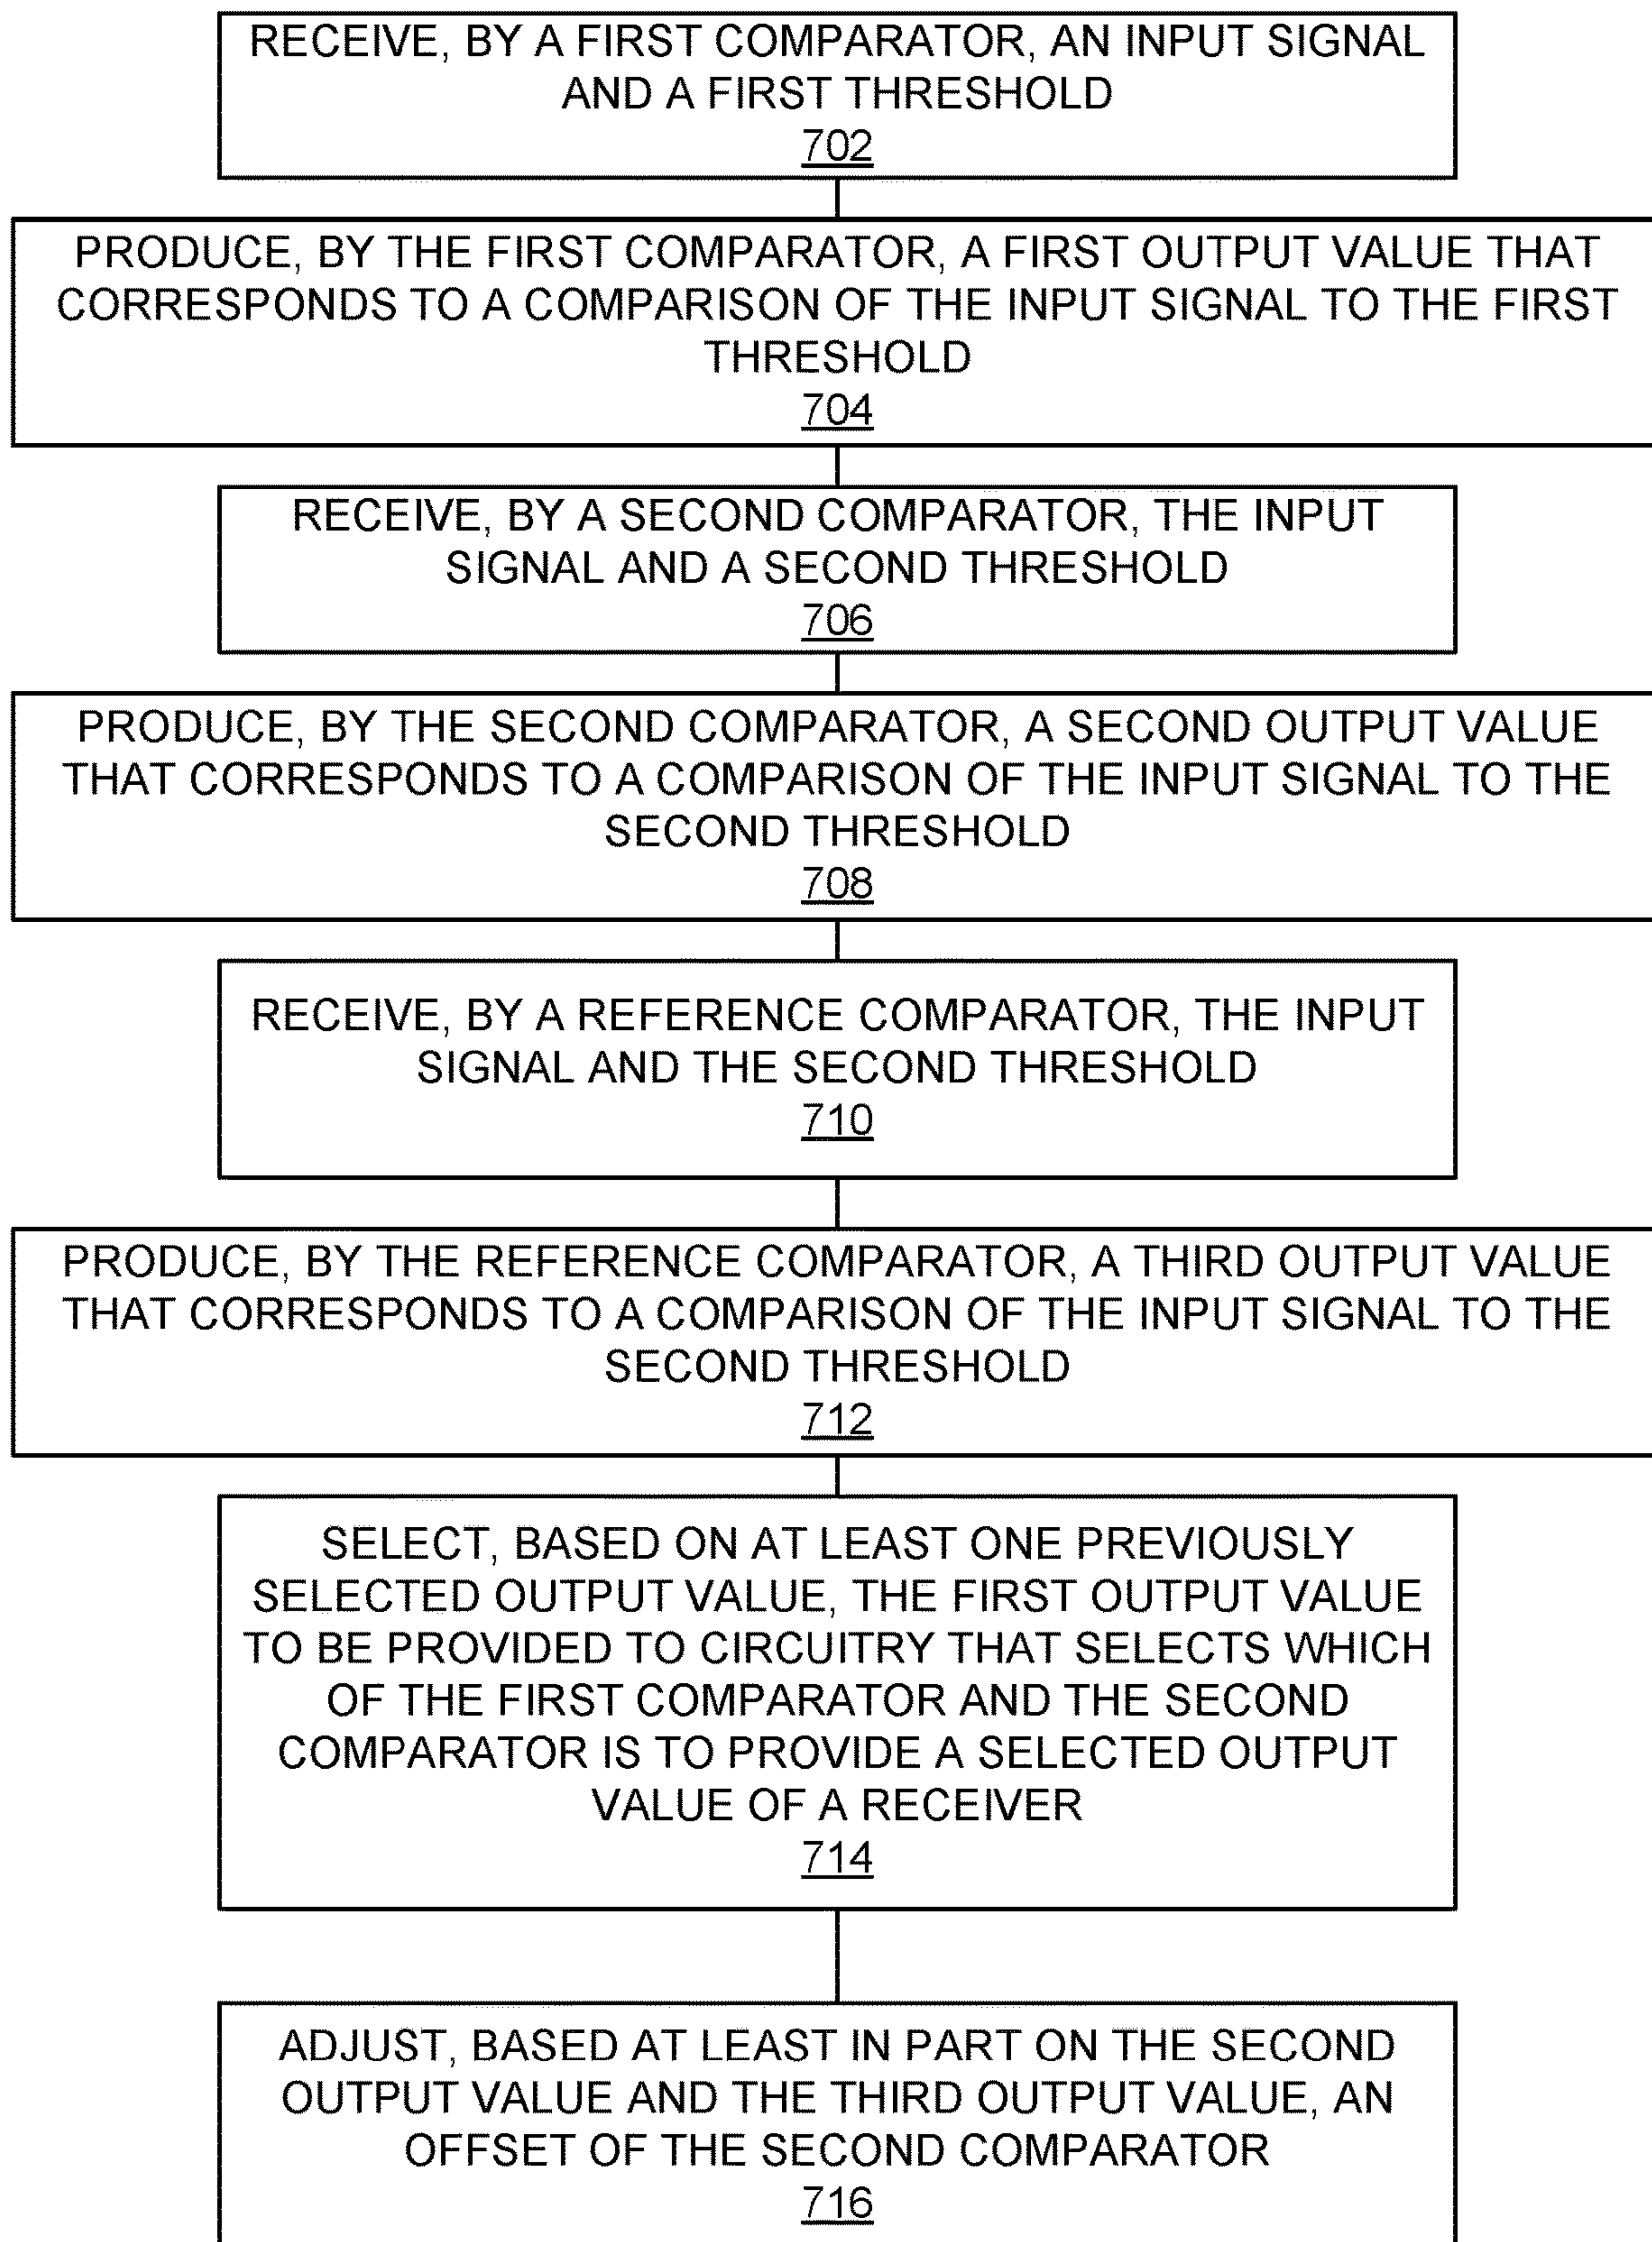 RECEIVE, BY A FIRST COMPARATOR, AN INPUT SIGNAL
AND A FIRST THRESHOLD
702
PRODUCE, BY THE FIRST COMPARATOR, A FIRST OUTPUT VALUE THAT
CORRESPONDS TO A COMPARISON OF THE INPUT SIGNAL TO THE FIRST
THRESHOLD
704
RECEIVE, BY A SECOND COMPARATOR, THE INPUT
SIGNAL AND A SECOND THRESHOLD
706
PRODUCE, BY THE SECOND COMPARATOR, A SECOND OUTPUT VALUE
THAT CORRESPONDS TO A COMPARISON OF THE INPUT SIGNAL TO THE
SECOND THRESHOLD
708
RECEIVE, BY A REFERENCE COMPARATOR, THE INPUT
SIGNAL AND THE SECOND THRESHOLD
710
PRODUCE, BY THE REFERENCE COMPARATOR, A THIRD OUTPUT VALUE
THAT CORRESPONDS TO A COMPARISON OF THE INPUT SIGNAL TO THE
SECOND THRESHOLD
712
SELECT, BASED ON AT LEAST ONE PREVIOUSLY
SELECTED OUTPUT VALUE, THE FIRST OUTPUT VALUE
TO BE PROVIDED TO CIRCUITRY THAT SELECTS WHICH
OF THE FIRST COMPARATOR AND THE SECOND
COMPARATOR IS TO PROVIDE A SELECTED OUTPUT
VALUE OF A RECEIVER
714
ADJUST, BASED AT LEAST IN PART ON THE SECOND
OUTPUT VALUE AND THE THIRD OUTPUT VALUE, AN
OFFSET OF THE SECOND COMPARATOR
716